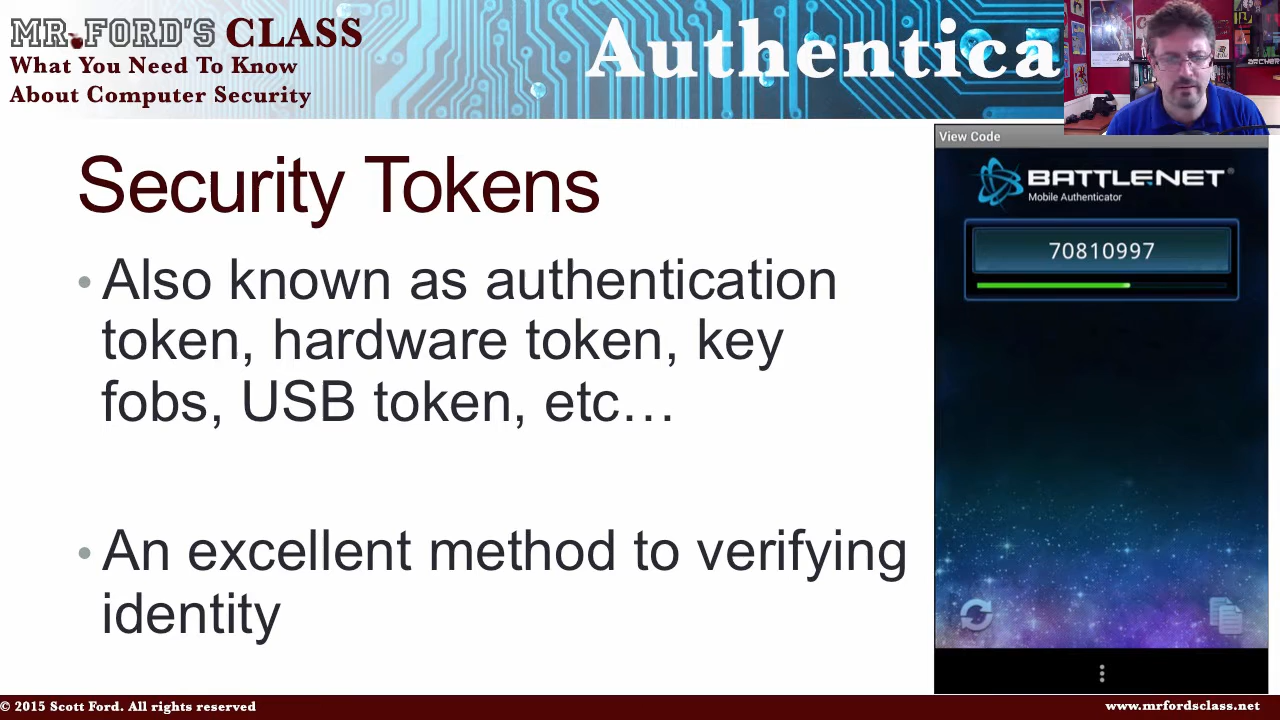 MR. FORD'S CLASS
What You Need To Know
About Computer Security
Authentica
ARCHER
View Code
Security Tokens
BATTLE.NET®
Mobile Authenticator
70810997
• Also known as authentication
token, hardware token, key
fobs, USB token, etc…
• An excellent method to verifying
identity
© 2015 Scott Ford. All rights reserved
www.mrfordsclass.net